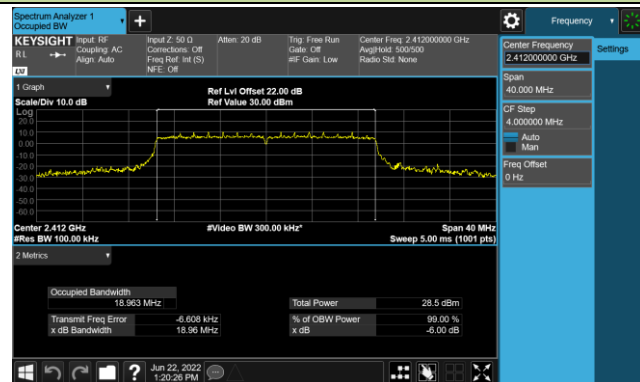 Spectrum Analyzer 1
Occupied BW
Frequency
KEYSIGHT
RL
Input: RF
Coupling: AC
Align: Auto
Input Z: 50 Ω
Corrections: Off
Freq Ref: Int (S)
NFE: Off
Atten: 20 dB
Trig: Free Run
Gate: Off
#IF Gain: Low
Center Freq: 2.412000000 GHz
Avg|Hold: 500/500
Radio Std: None
Center Frequency
2.412000000 GHz
Settings
Span
40.000 MHz
CF Step
4.000000 MHz
Auto
Man
Freq Offset
0 Hz
1 Graph
Scale/Div 10.0 dB
Ref Lvl Offset 22.00 dB
Ref Value 30.00 dBm
Log
20.0
10.0
0.00
-10.0
-20.0
-30.0
-40.0
-50.0
-60.0
Center 2.412 GHz
#Video BW 300.00 kHz*
Span 40 MHz
#Res BW 100.00 kHz
Sweep 5.00 ms (1001 pts)
2 Metrics
Occupied Bandwidth
18.963 MHz
Total Power
28.5 dBm
Transmit Freq Error
-6.608 kHz
% of OBW Power
99.00 %
x dB Bandwidth
18.96 MHz
x dB
-6.00 dB
?
Jun 22, 2022
1:20:26 PM